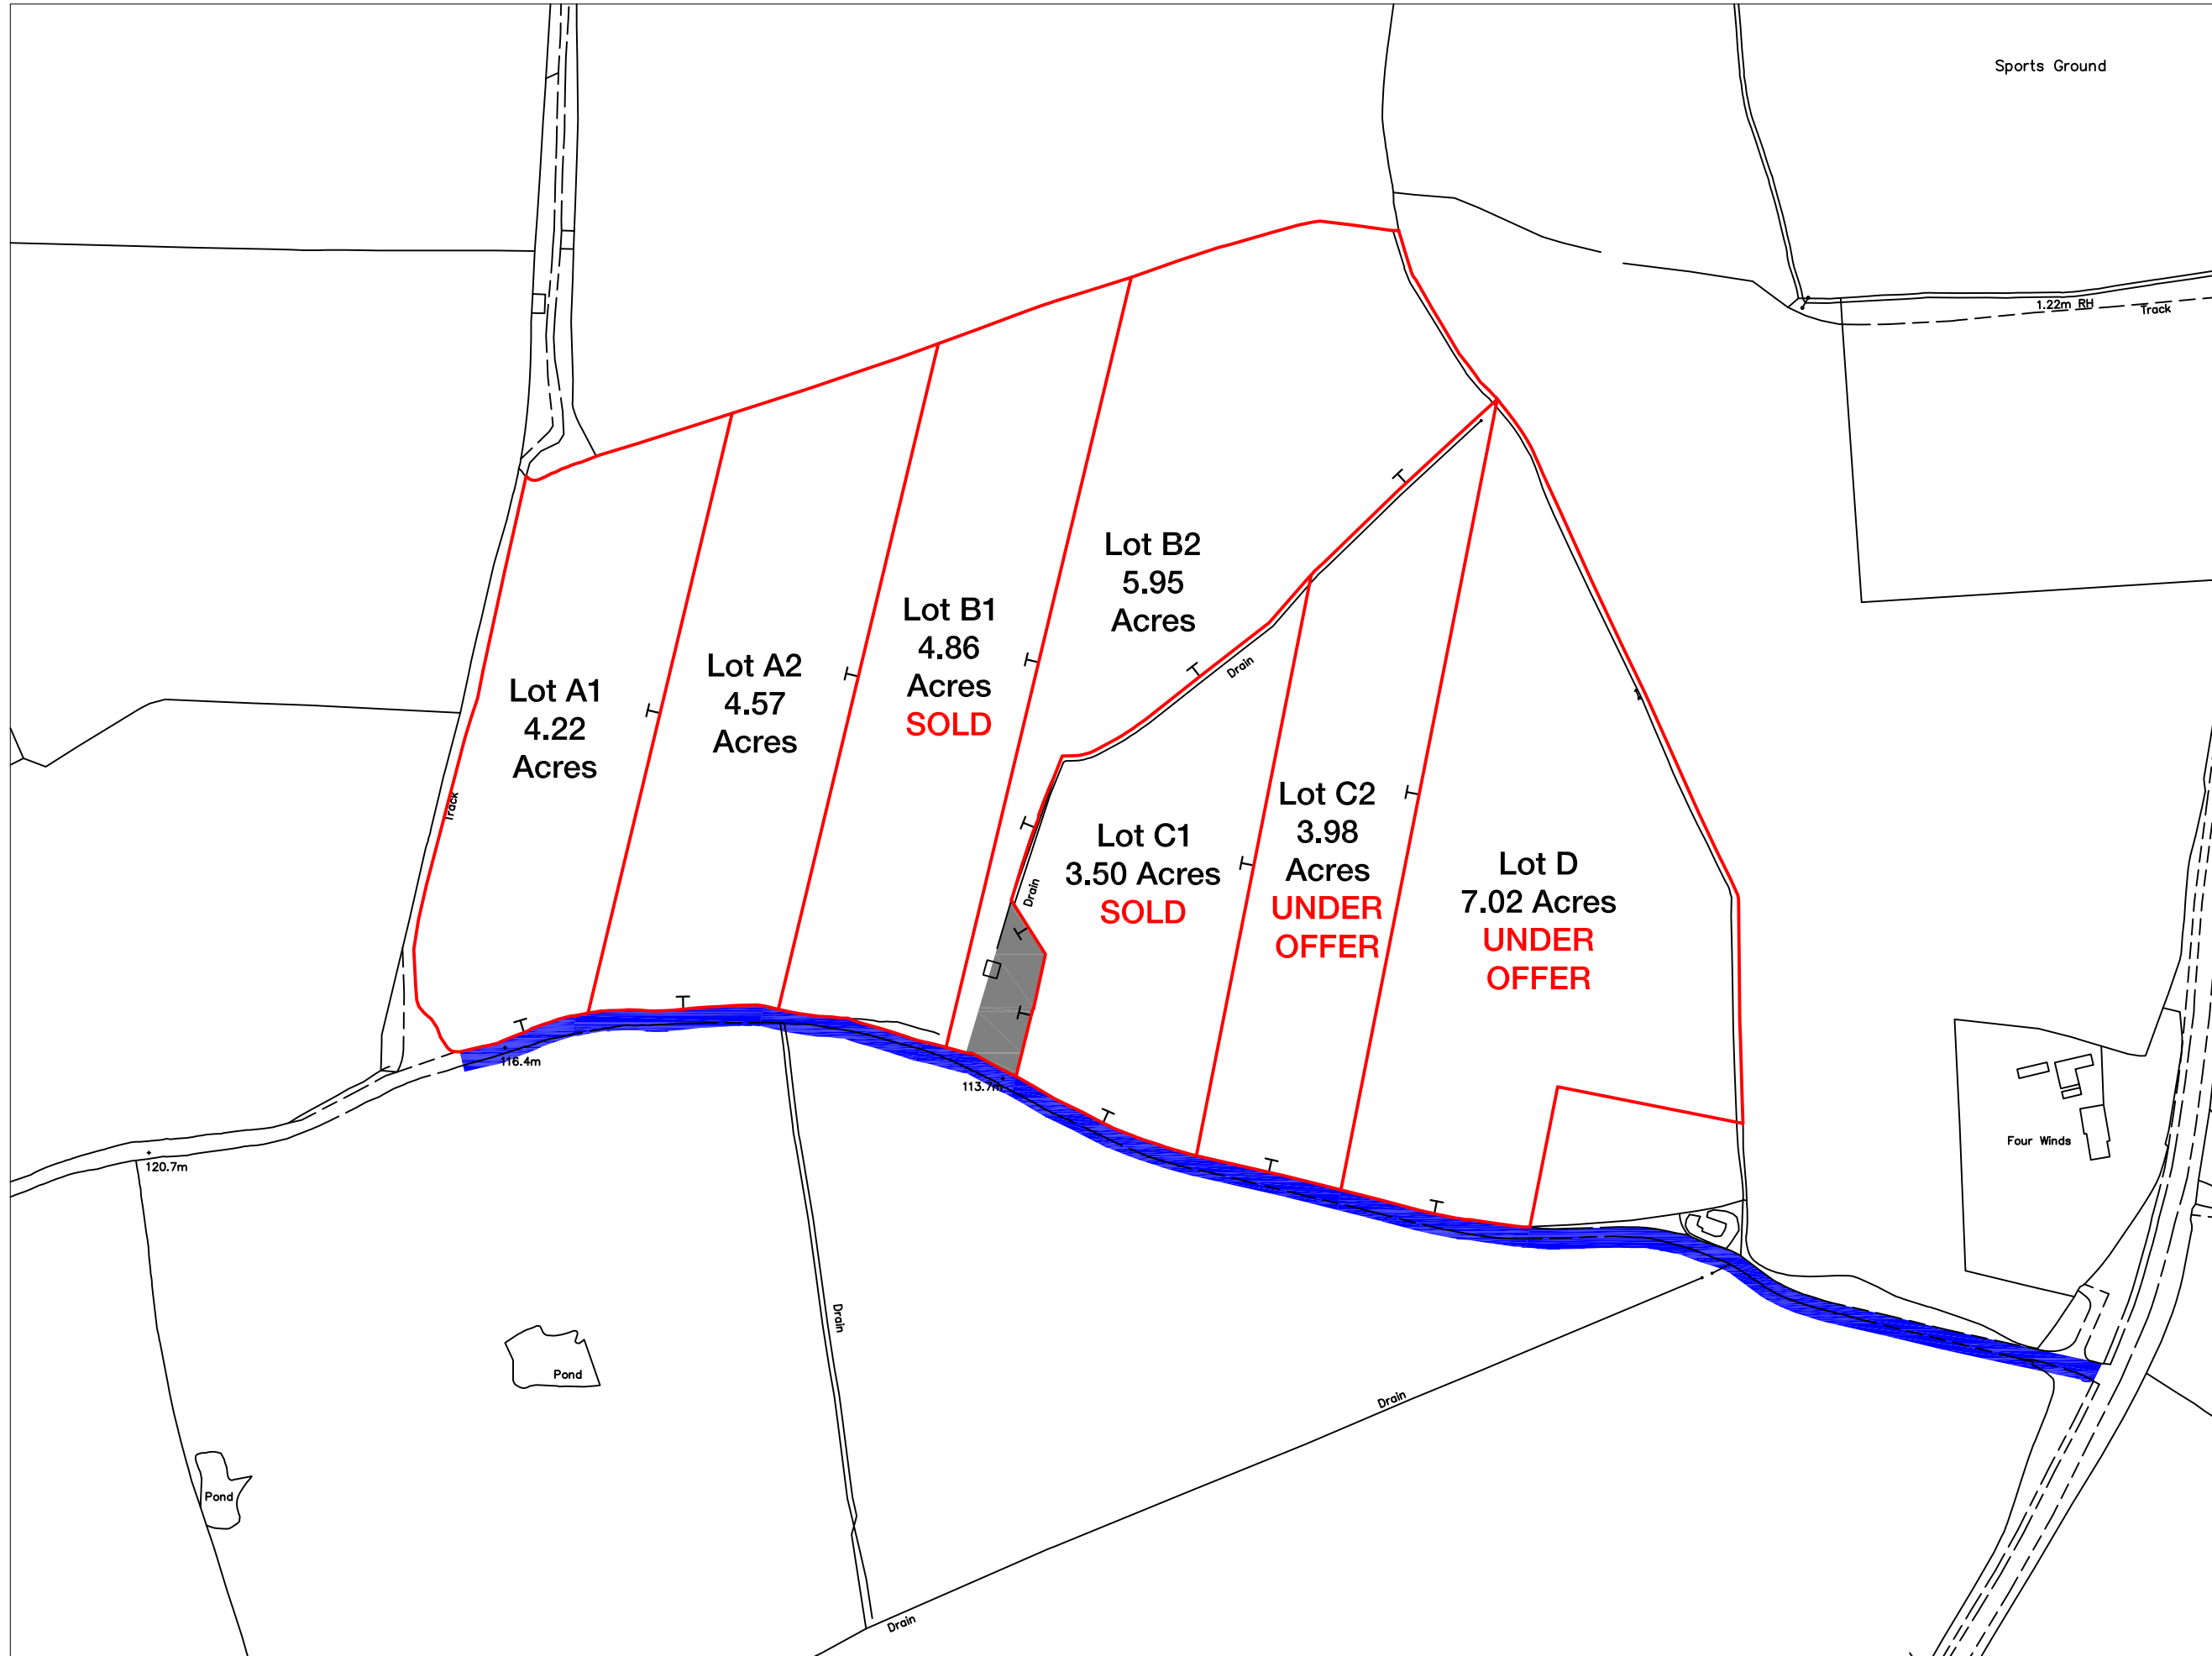 Sports Ground
1.22m RH
Track
Lot B2
5.95
Acres
Lot B1
4.86
Acres
SOLD
Lot A2
4.57
Acres
Lot A1
4.22
Acres
Drain
Track
Lot C2
3.98
Acres
UNDER
OFFER
Lot C1
3.50 Acres
SOLD
Lot D
7.02 Acres
UNDER
OFFER
Drain
116.4m
113.7m
120.7m
Four Winds
Drain
Pond
Drain
Pond
Drain